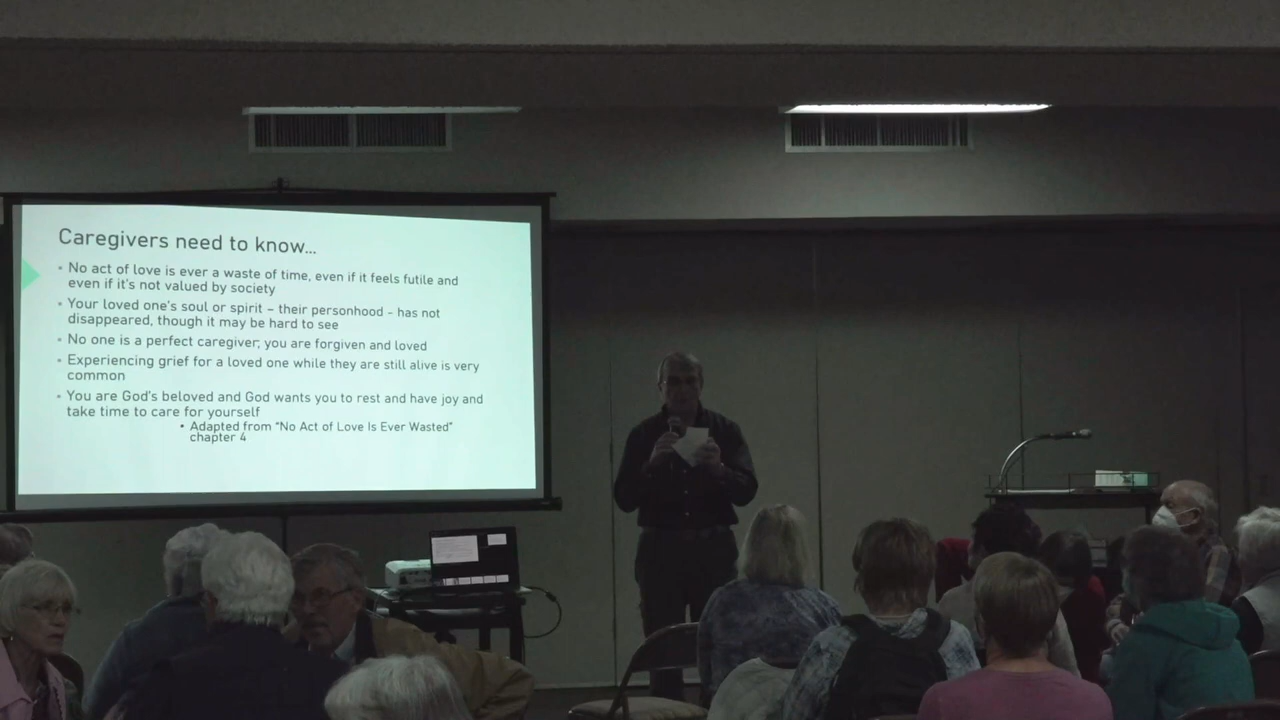 Caregivers need to know...
• No act of love is ever a waste of time, even if it feels futile and
even if it's not valued by society
• Your loved one's soul or spirit – their personhood - has not
disappeared, though it may be hard to see
• No one is a perfect caregiver; you are forgiven and loved
• Experiencing grief for a loved one while they are still alive is very
common
• You are God's beloved and God wants you to rest and have joy and
take time to care for yourself
• Adapted from "No Act of Love Is Ever Wasted"
chapter 4